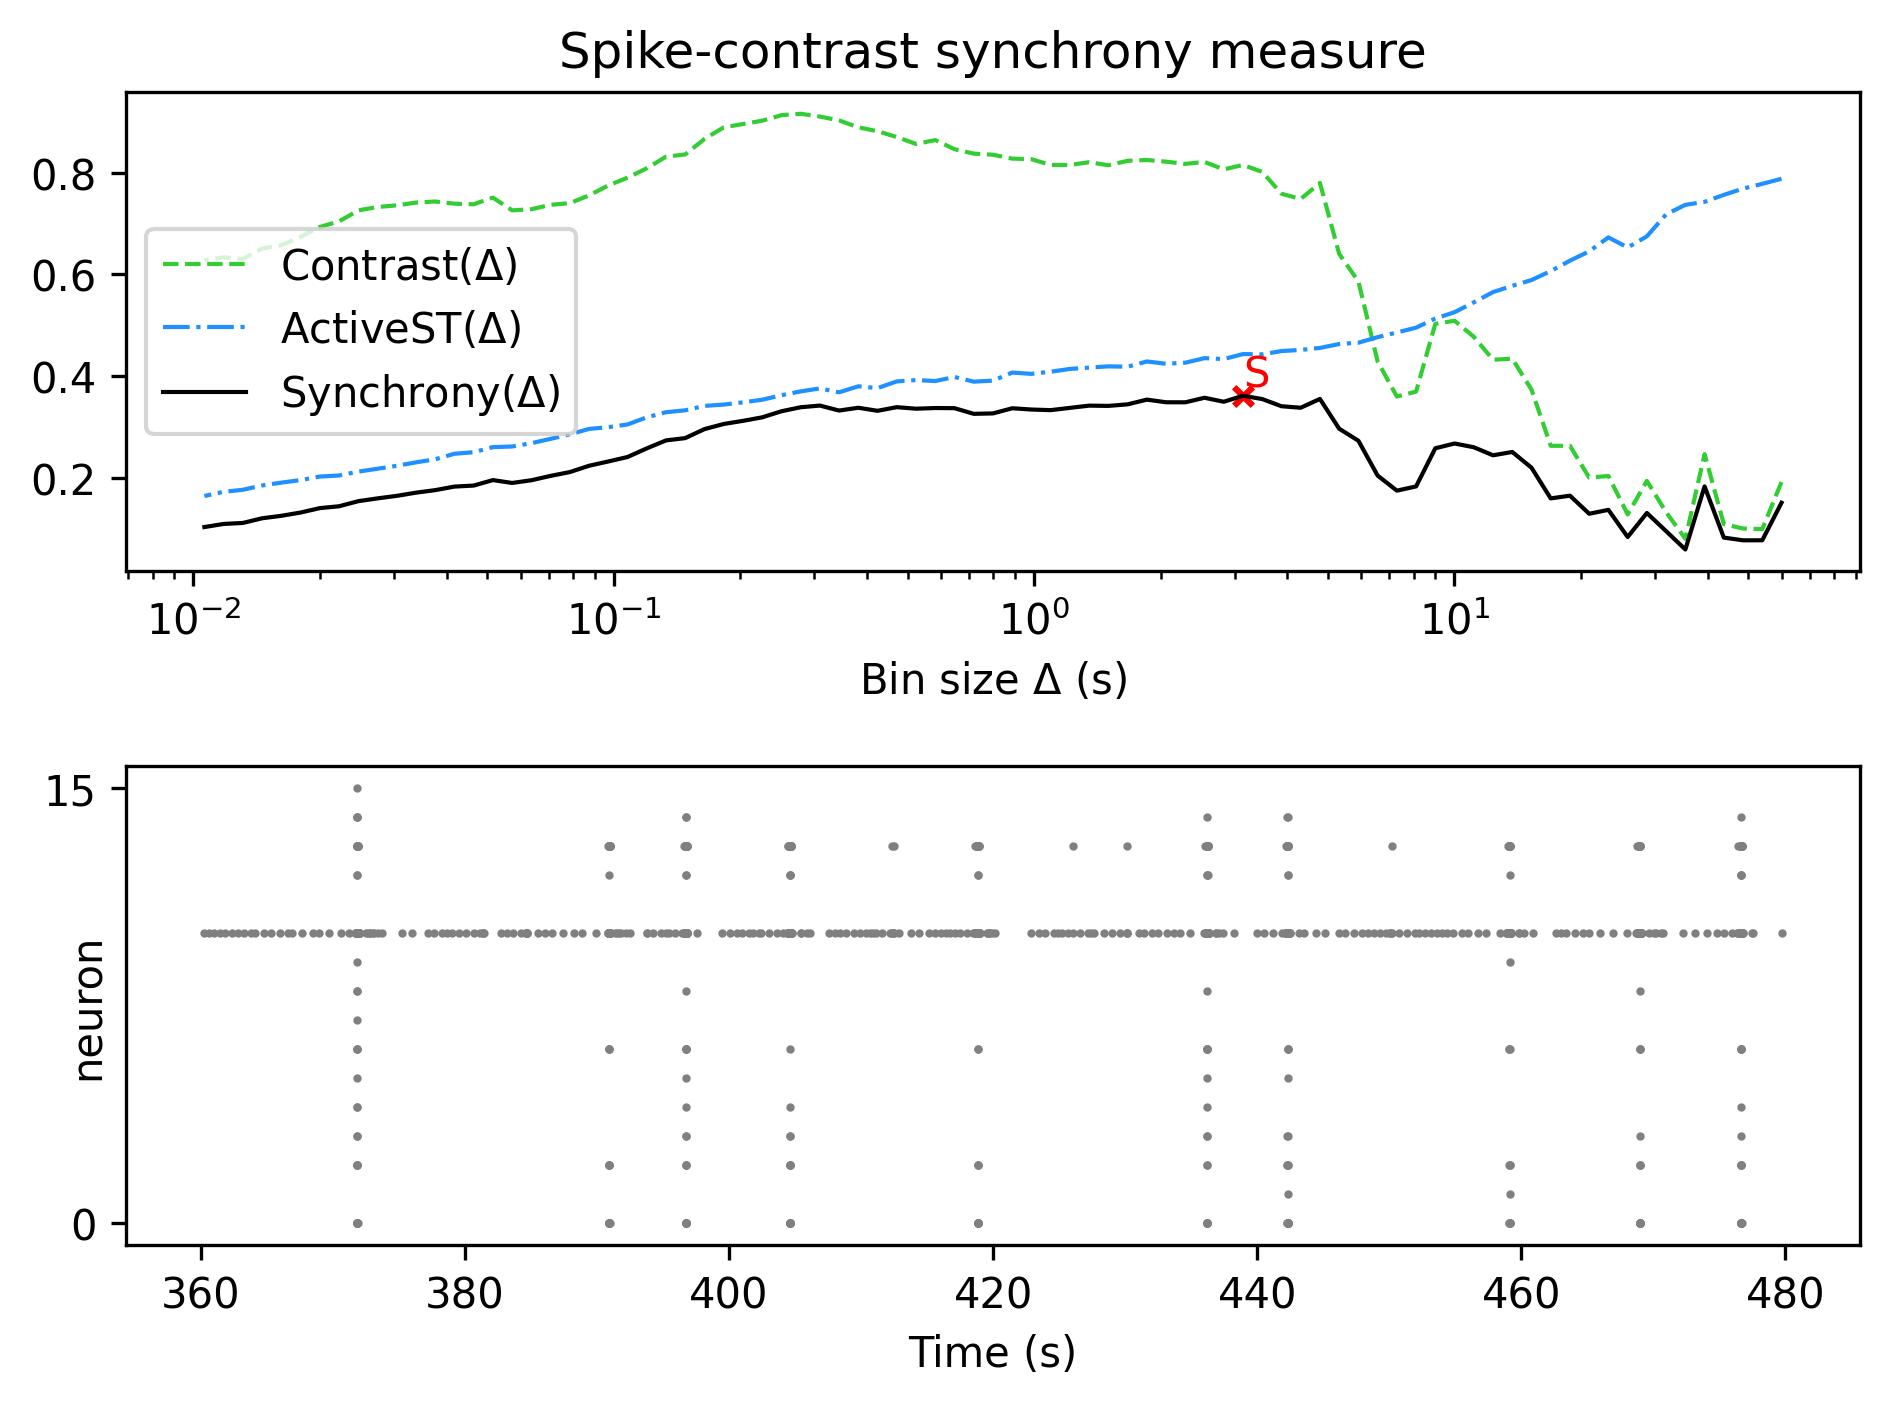 Spike-contrast synchrony measure
0.8
0.6
0.4
0.2
Contrast(Δ)
ActiveST(Δ)
Synchrony(Δ)
S
10⁻² 10⁻¹ 10⁰ 10¹
Bin size Δ (s)
15
0
neuron
360 380 400 420 440 460 480
Time (s)